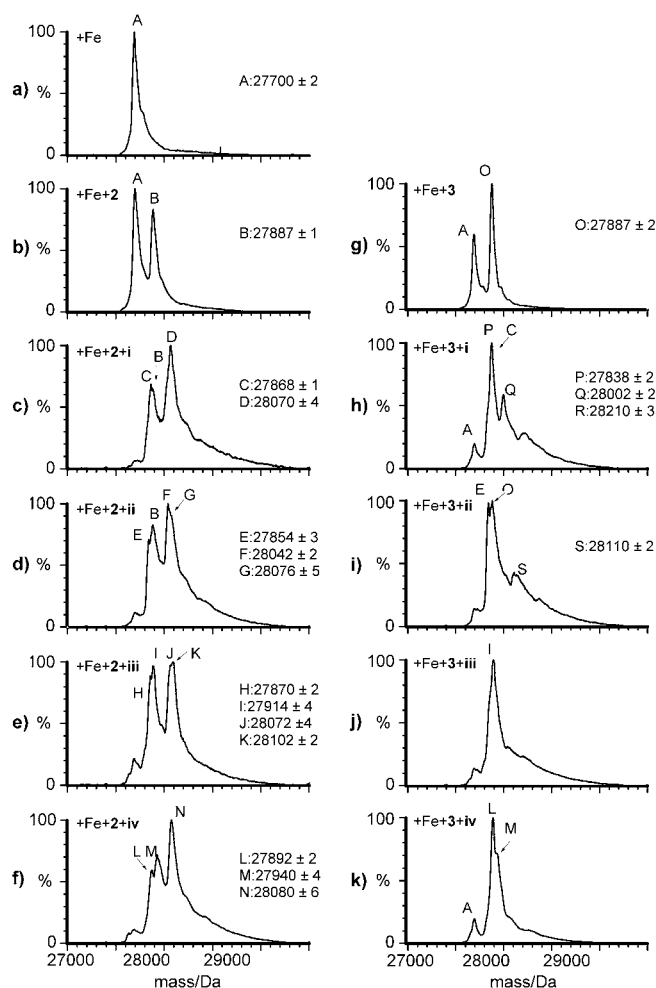 A
100
+Fe
a) %
A:27700 ± 2
0
A
100
+Fe+2
B
b) %
B:27887 ± 1
0
D
100
+Fe+2+i
B
C
c) %
C:27868 ± 1
D:28070 ± 4
0
F G
100
+Fe+2+ii
B
E
d) %
E:27854 ± 3
F:28042 ± 2
G:28076 ± 5
0
I J K
100
+Fe+2+iii
H
e) %
H:27870 ± 2
I:27914 ± 4
J:28072 ±4
K:28102 ± 2
0
N
100
+Fe+2+iv
L M
f) %
L:27892 ± 2
M:27940 ± 4
N:28080 ± 6
0
27000 28000 29000
mass/Da
O
100
+Fe+3
A
g) %
O:27887 ± 2
0
P C
100
+Fe+3+i
Q
A
h) %
P:27838 ± 2
Q:28002 ± 2
R:28210 ± 3
0
E O
100
+Fe+3+ii
S
i) %
S:28110 ± 2
0
I
100
+Fe+3+iii
j) %
0
L
100
+Fe+3+iv
M
A
k) %
0
27000 28000 29000
mass/Da